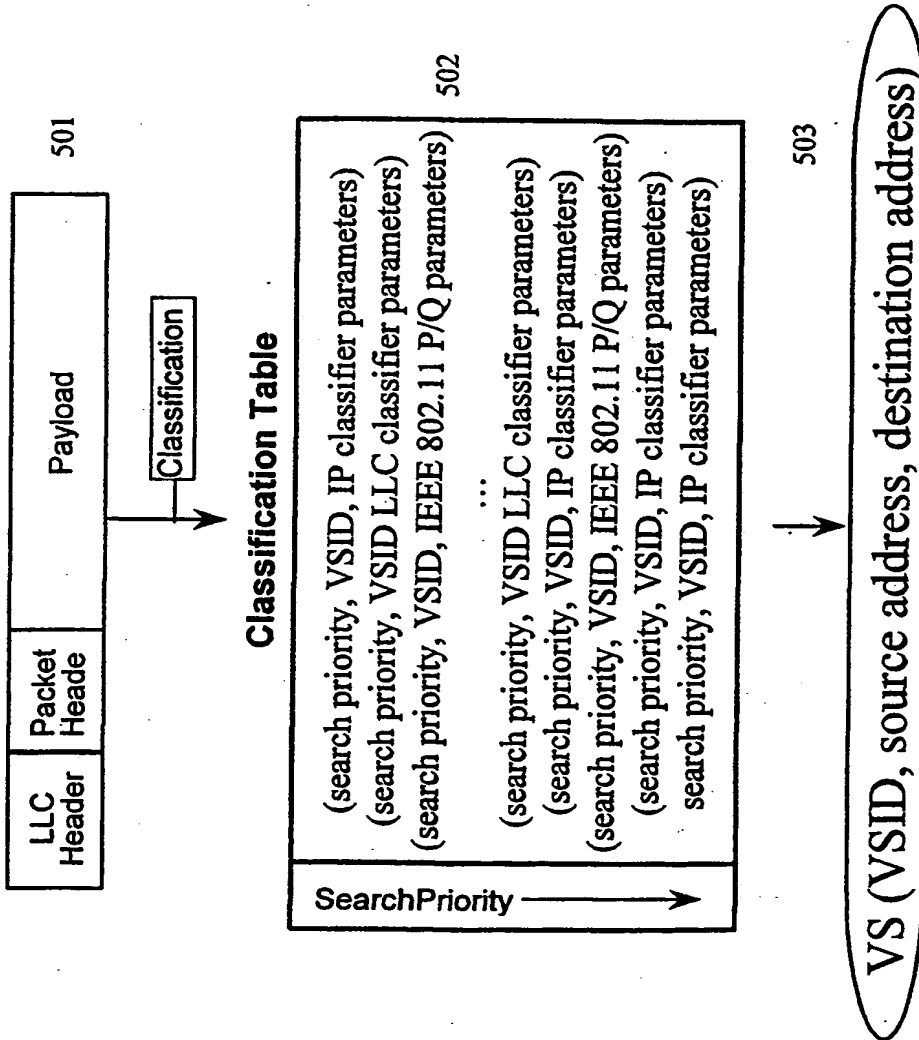 LLC
Header
Packet
Heade
Payload
501
Classification
Classification Table
SearchPriority
(search priority, VSID, IP classifier parameters)
(search priority, VSID LLC classifier parameters)
(search priority, VSID, IEEE 802.11 P/Q parameters)
...
(search priority, VSID LLC classifier parameters)
(search priority, VSID, IP classifier parameters)
(search priority, VSID, IEEE 802.11 P/Q parameters)
(search priority, VSID, IP classifier parameters)
search priority, VSID, IP classifier parameters)
502
503
VS (VSID, source address, destination address)